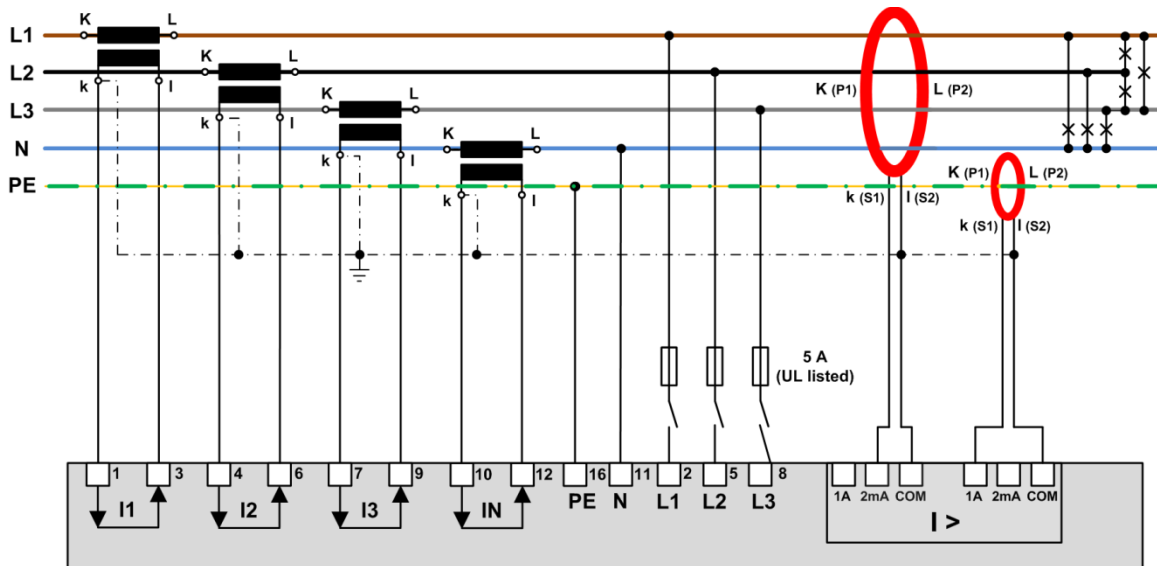 K L
L1
K L
L2
k l
K (P1) L (P2)
K L
L3
k l
K L
N
k l
K (P1) L (P2)
PE
k l
k (S1) l (S2)
k (S1) l (S2)
5 A
(UL listed)
1 3 4 6 7 9 10 12 16 11 2 5 8
I1 I2 I3 IN PE N L1 L2 L3
1A 2mA COM 1A 2mA COM
I >